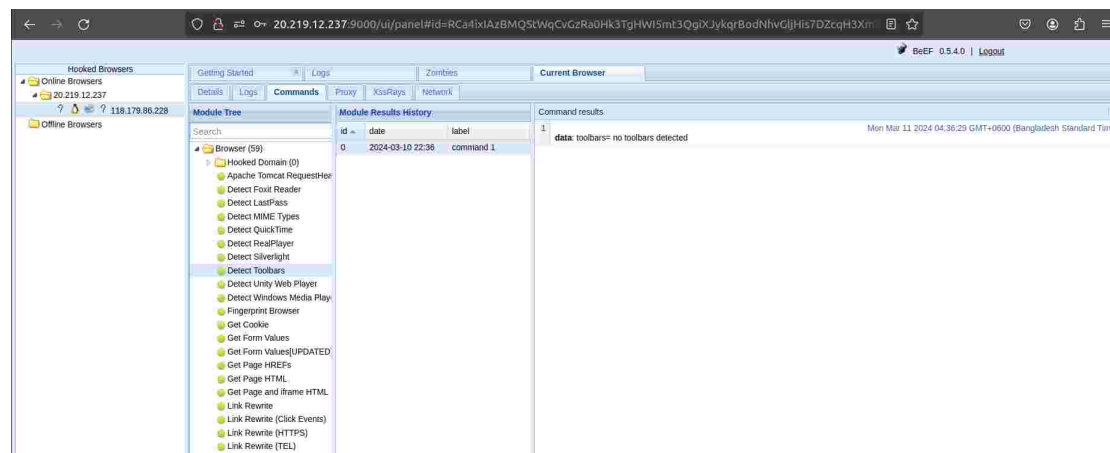 20.219.12.237:9000/ui/panel#id=
BeEF 0.5.4.0 | Logout
Hooked Browsers
Online Browsers
20.219.12.237
? ? 118.179.86.228
Offline Browsers
Getting Started Logs Zombies Current Browser
Details Logs Commands Proxy XssRays Network
Module Tree
Search
Browser (59)
Hooked Domain (0)
Apache Tomcat RequestHea
Detect Foxit Reader
Detect LastPass
Detect MIME Types
Detect QuickTime
Detect RealPlayer
Detect Silverlight
Detect Toolbars
Detect Unity Web Player
Detect Windows Media Play
Fingerprint Browser
Get Cookie
Get Form Values
Get Form Values[UPDATED]
Get Page HREFs
Get Page HTML
Get Page and iframe HTML
Link Rewrite
Link Rewrite (Click Events)
Link Rewrite (HTTPS)
Link Rewrite (TEL)
Module Results History
id date label
0 2024-03-10 22:36 command 1
Command results
1 Mon Mar 11 2024 04:36:29 GMT+0600 (Bangladesh Standard Tim
data: toolbars= no toolbars detected